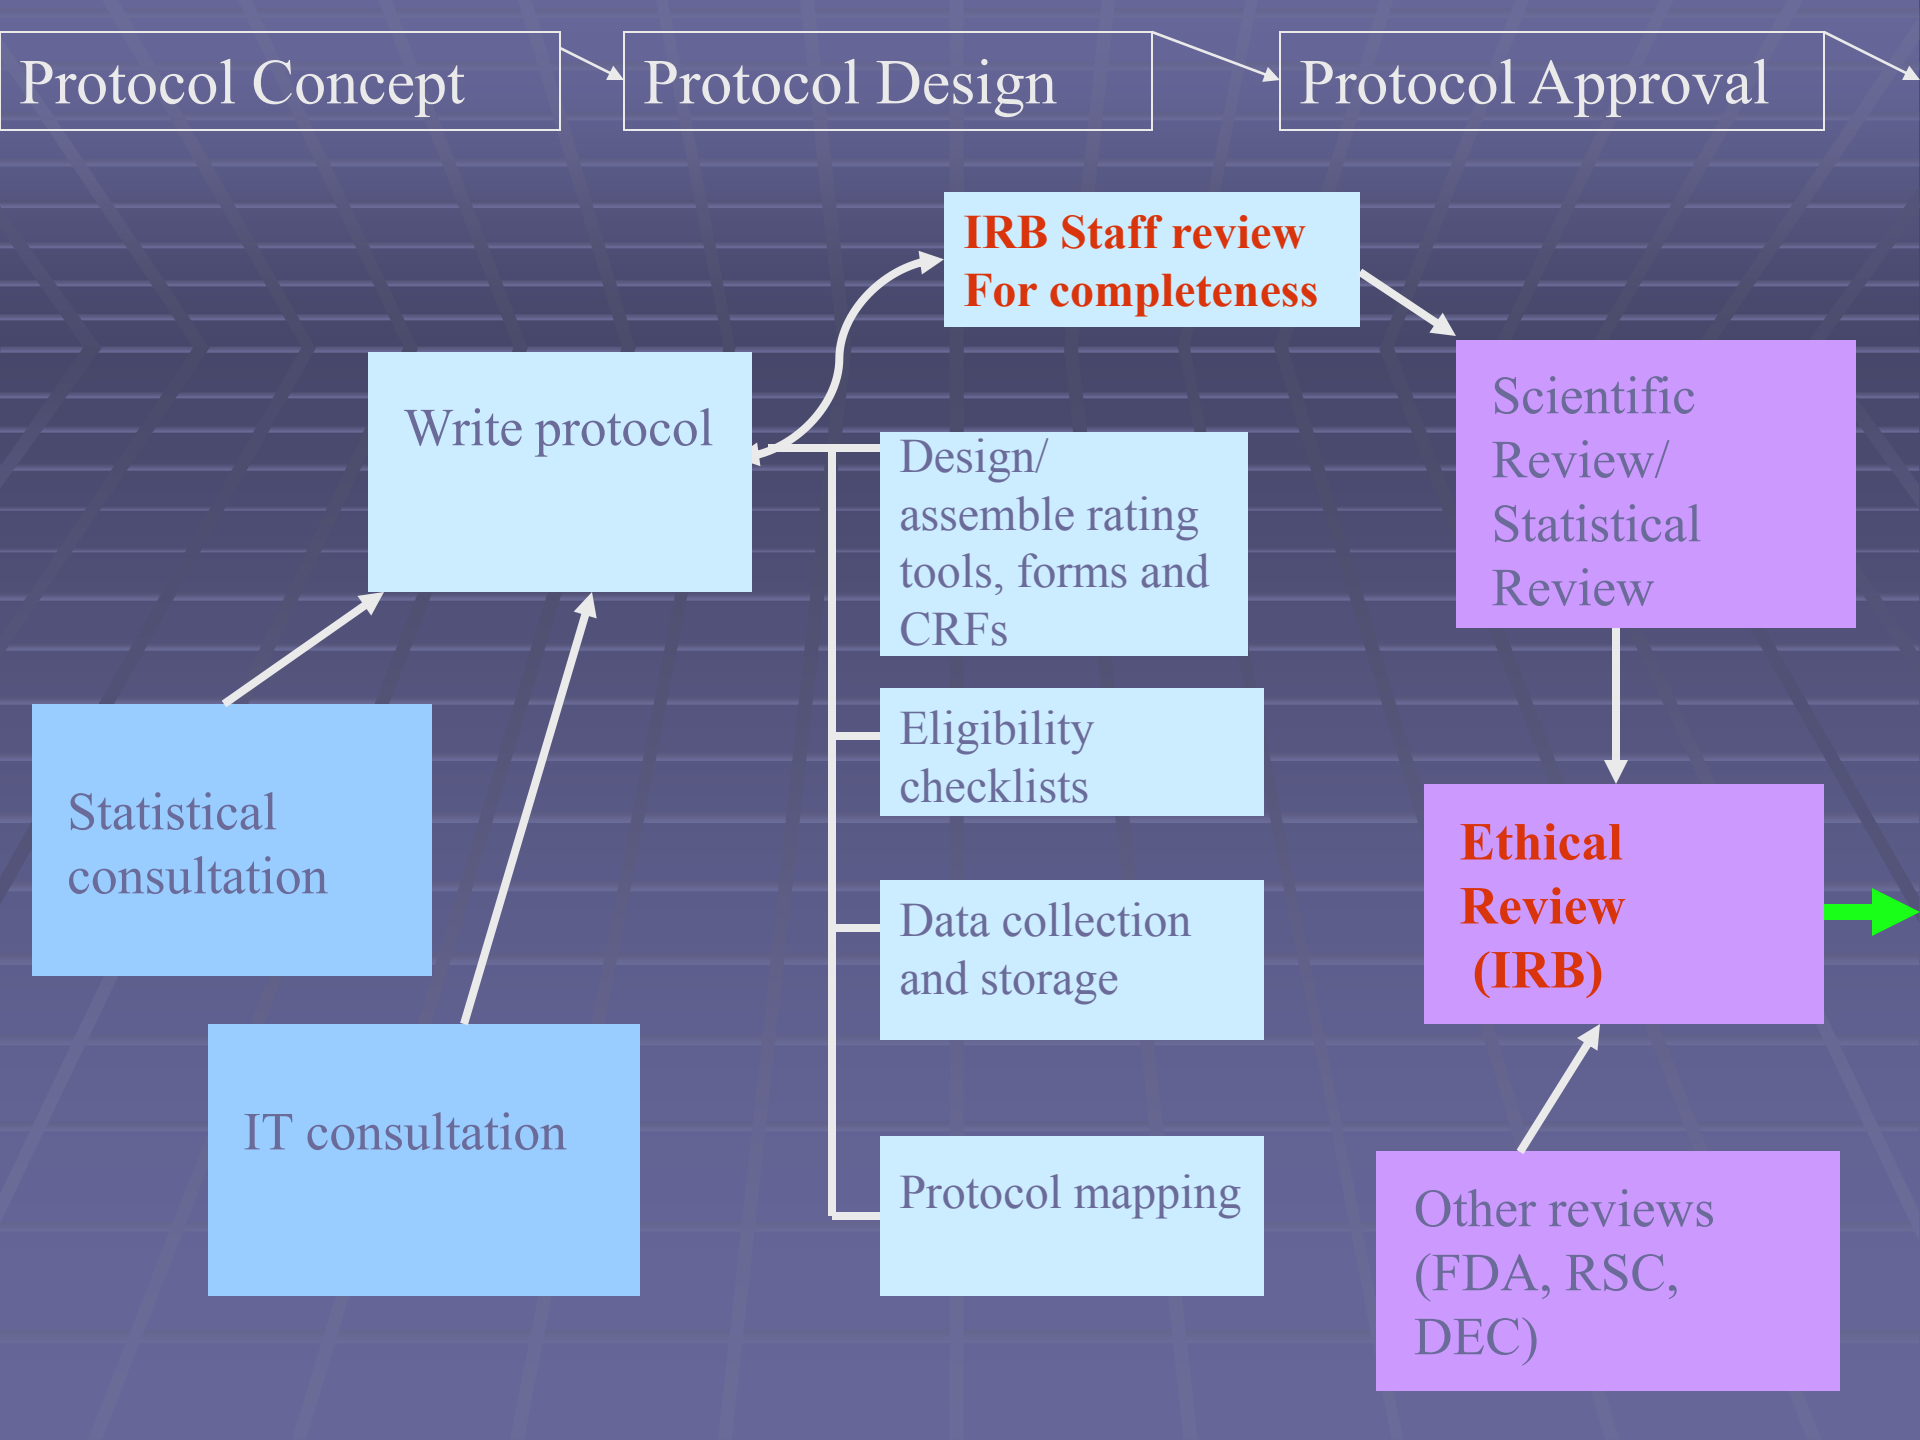 Protocol Concept
Protocol Design
Protocol Approval
IRB Staff review
For completeness
Write protocol
Scientific
Review/
Statistical
Review
Design/
assemble rating
tools, forms and
CRFs
Eligibility
checklists
Statistical
consultation
Data collection
and storage
Ethical
Review
(IRB)
IT consultation
Protocol mapping
Other reviews
(FDA, RSC,
DEC)